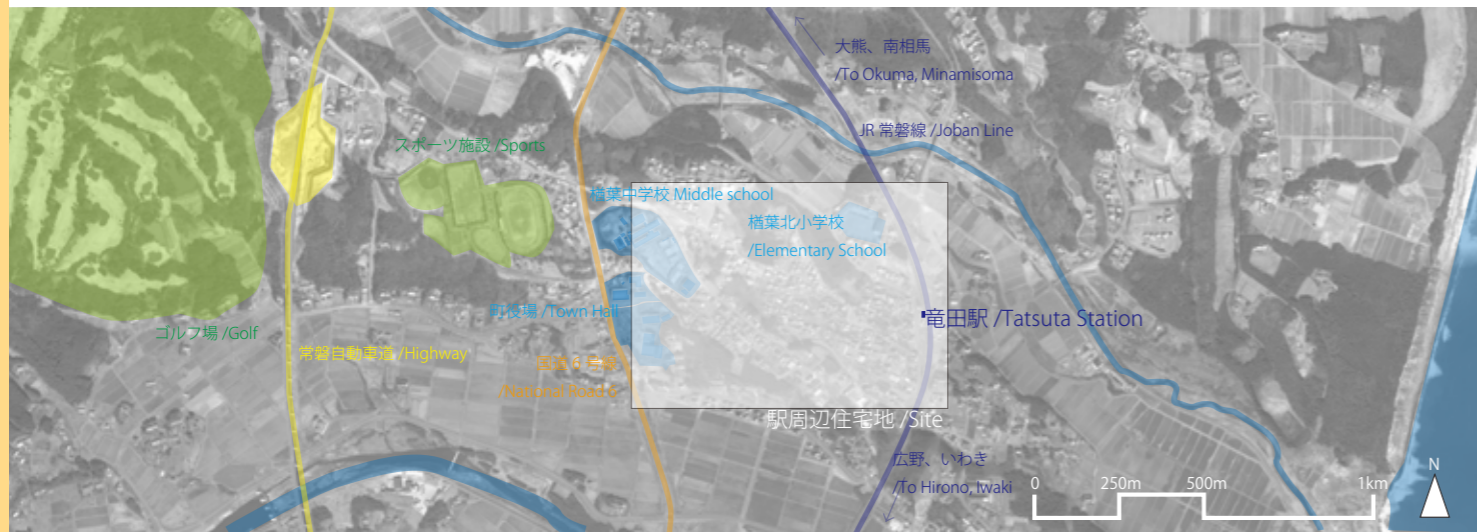 大熊、南相馬
/To Okuma, Minamisoma
JR 常磐線 /Joban Line
スポーツ施設 /Sports
楢葉中学校 Middle school
楢葉北小学校
/Elementary School
町役場 /Town Hall
竜田駅 /Tatsuta Station
ゴルフ場 /Golf
常磐自動車道 /Highway
国道 6 号線
/National Road 6
駅周辺住宅地 /Site
広野、いわき
/To Hirono, Iwaki
0 250m 500m 1km
N